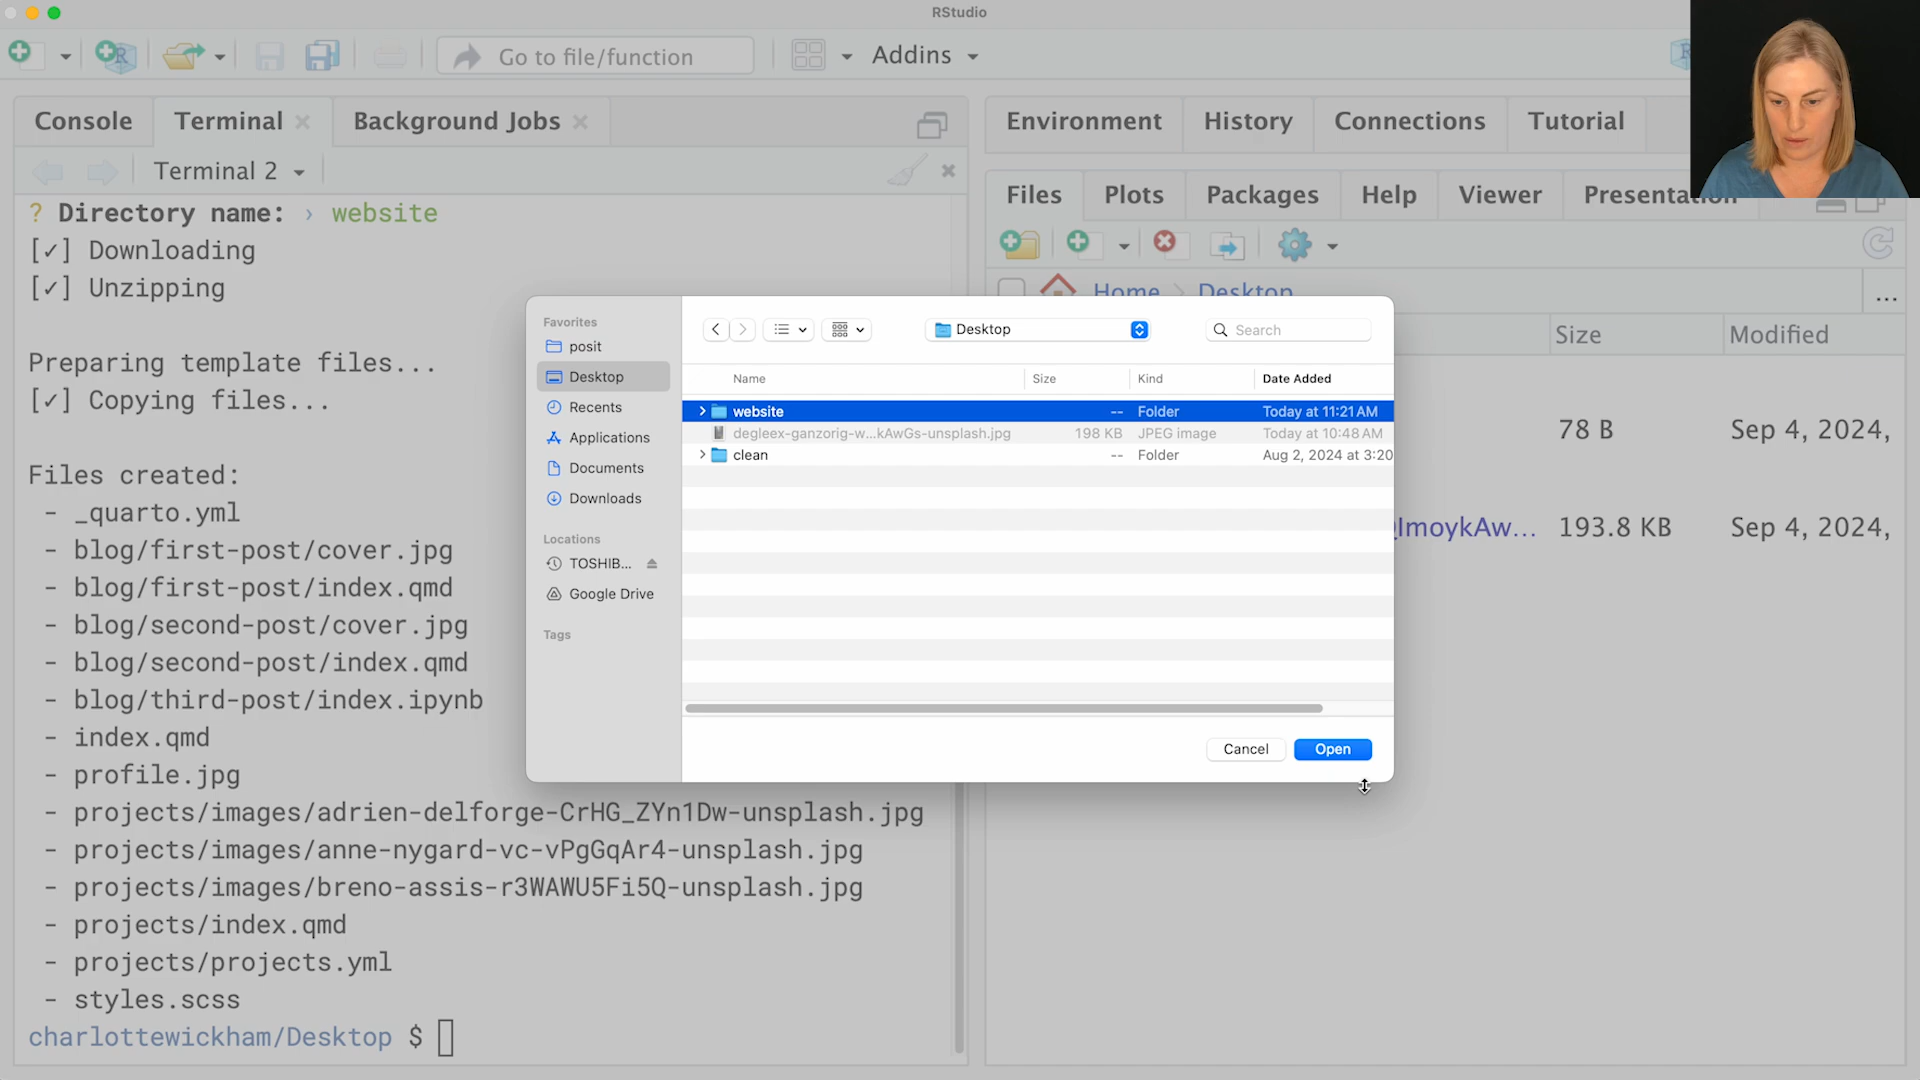 RStudio
Go to file/function
Addins
Console
Terminal
Background Jobs
Environment
History
Connections
Tutorial
Terminal 2
Files
Plots
Packages
Help
Viewer
Presentation
? Directory name: › website
[✓] Downloading
[✓] Unzipping
Preparing template files...
[✓] Copying files...
Files created:
- _quarto.yml
- blog/first-post/cover.jpg
- blog/first-post/index.qmd
- blog/second-post/cover.jpg
- blog/second-post/index.qmd
- blog/third-post/index.ipynb
- index.qmd
- profile.jpg
- projects/images/adrien-delforge-CrHG_ZYn1Dw-unsplash.jpg
- projects/images/anne-nygard-vc-vPgGqAr4-unsplash.jpg
- projects/images/breno-assis-r3WAWU5Fi5Q-unsplash.jpg
- projects/index.qmd
- projects/projects.yml
- styles.scss
charlottewickham/Desktop $
Home
Desktop
...
Size
Modified
78 B
Sep 4, 2024,
ImoykAw...
193.8 KB
Sep 4, 2024,
Favorites
posit
Desktop
Recents
Applications
Documents
Downloads
Locations
TOSHIB...
Google Drive
Tags
Desktop
Search
Name
Size
Kind
Date Added
website -- Folder Today at 11:21 AM
degleex-ganzorig-w...kAwGs-unsplash.jpg 198 KB JPEG image Today at 10:48 AM
clean -- Folder Aug 2, 2024 at 3:20
Cancel
Open